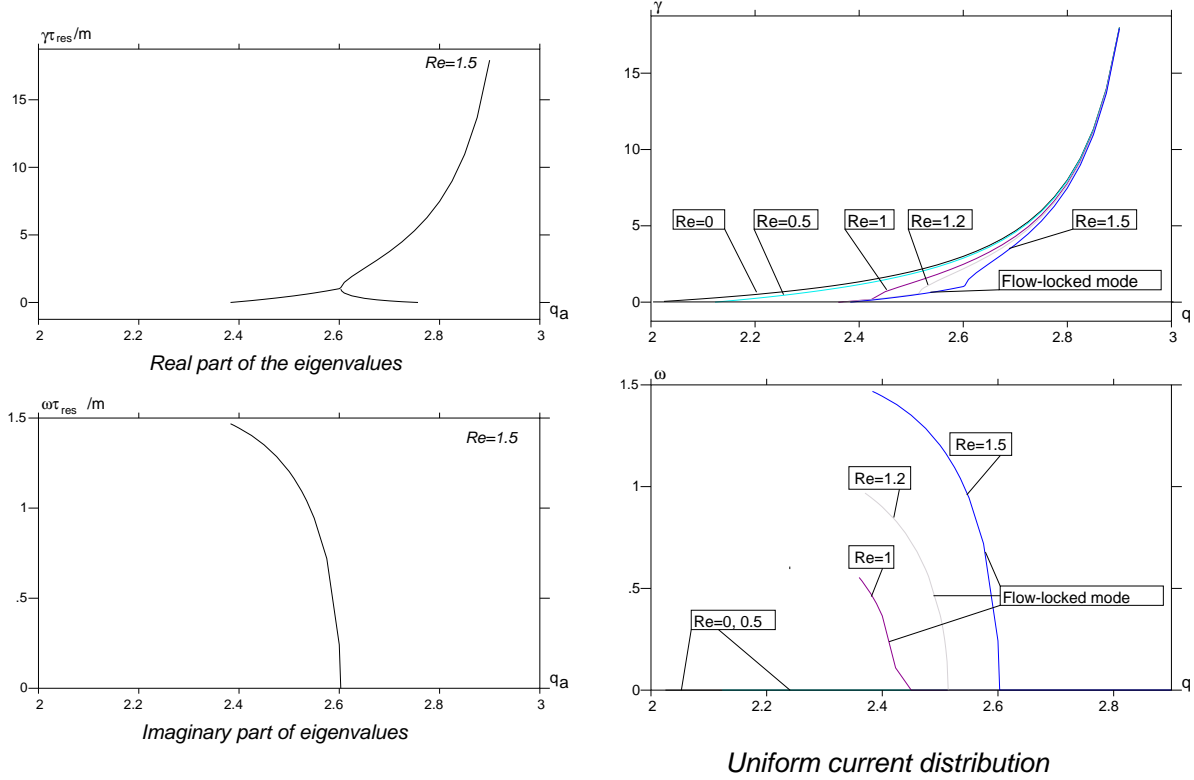 γτres/m
Re=1.5
15
10
5
0
qa
2
2.2
2.4
2.6
2.8
3
Real part of the eigenvalues
ωτres /m
1.5
Re=1.5
1
.5
0
qa
2
2.2
2.4
2.6
2.8
3
Imaginary part of eigenvalues
γ
15
10
5
Re=0
Re=0.5
Re=1
Re=1.2
Re=1.5
Flow-locked mode
0
q
2
2.2
2.4
2.6
2.8
3
ω
1.5
Re=1.5
Re=1.2
1
Re=1
.5
Flow-locked mode
Re=0, 0.5
0
q
2
2.2
2.4
2.6
2.8
Uniform current distribution